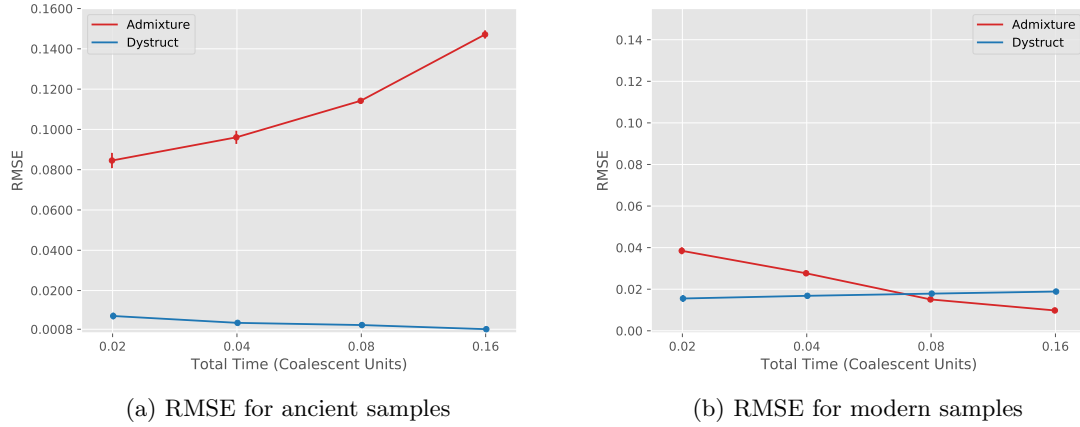 0.1600
0.1400
0.1200
0.1000
0.0800
0.0600
0.0400
0.0200
0.0008
RMSE
Admixture
Dystruct
0.02 0.04 0.08 0.16
Total Time (Coalescent Units)
(a) RMSE for ancient samples
0.14
0.12
0.10
0.08
0.06
0.04
0.02
0.00
RMSE
Admixture
Dystruct
0.02 0.04 0.08 0.16
Total Time (Coalescent Units)
(b) RMSE for modern samples